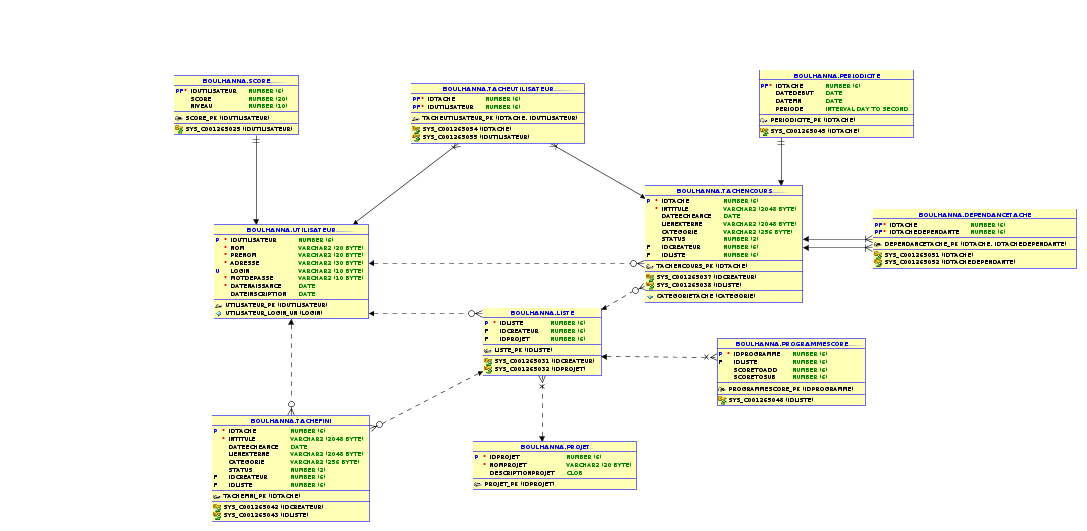 BOULHANNA.SCORE
PF* IDUTILISATEUR NUMBER (6)
SCORE NUMBER (20)
NIVEAU NUMBER (10)
SCORE_PK (IDUTILISATEUR)
SYS_C001265025 (IDUTILISATEUR)
BOULHANNA.TACHEUTILISATEUR
PF* IDTACHE NUMBER (6)
PF* IDUTILISATEUR NUMBER (6)
TACHEUTILISATEUR_PK (IDTACHE, IDUTILISATEUR)
SYS_C001265054 (IDTACHE)
SYS_C001265055 (IDUTILISATEUR)
BOULHANNA.PERIODICITE
PF* IDTACHE NUMBER (6)
DATEDEBUT DATE
DATEFIN DATE
PERIODE INTERVAL DAY TO SECOND
PERIODICITE_PK (IDTACHE)
SYS_C001265045 (IDTACHE)
BOULHANNA.UTILISATEUR
P * IDUTILISATEUR NUMBER (6)
* NOM VARCHAR2 (20 BYTE)
* PRENOM VARCHAR2 (20 BYTE)
* ADRESSE VARCHAR2 (30 BYTE)
U LOGIN VARCHAR2 (10 BYTE)
* MOTDEPASSE VARCHAR2 (10 BYTE)
* DATENAISSANCE DATE
DATEINSCRIPTION DATE
UTILISATEUR_PK (IDUTILISATEUR)
UTILISATEUR_LOGIN_UN (LOGIN)
BOULHANNA.TACHENCOURS
P * IDTACHE NUMBER (6)
* INTITULE VARCHAR2 (2048 BYTE)
DATEECHEANCE DATE
LIENEXTERNE VARCHAR2 (2048 BYTE)
CATEGORIE VARCHAR2 (256 BYTE)
STATUS NUMBER (2)
F IDCREATEUR NUMBER (6)
F IDLISTE NUMBER (6)
TACHENCOURS_PK (IDTACHE)
SYS_C001265037 (IDCREATEUR)
SYS_C001265038 (IDLISTE)
CATEGORIETACHE (CATEGORIE)
BOULHANNA.DEPENDANCETACHE
PF* IDTACHE NUMBER (6)
PF* IDTACHEDEPENDANTE NUMBER (6)
DEPENDANCETACHE_PK (IDTACHE, IDTACHEDEPENDANTE)
SYS_C001265051 (IDTACHE)
SYS_C001265052 (IDTACHEDEPENDANTE)
BOULHANNA.LISTE
P * IDLISTE NUMBER (6)
F IDCREATEUR NUMBER (6)
F IDPROJET NUMBER (6)
LISTE_PK (IDLISTE)
SYS_C001265031 (IDCREATEUR)
SYS_C001265032 (IDPROJET)
BOULHANNA.PROGRAMMESCORE
P * IDPROGRAMME NUMBER (6)
F IDLISTE NUMBER (6)
SCORETOADD NUMBER (6)
SCORETOSUB NUMBER (6)
PROGRAMMESCORE_PK (IDPROGRAMME)
SYS_C001265048 (IDLISTE)
BOULHANNA.TACHEFINI
P * IDTACHE NUMBER (6)
* INTITULE VARCHAR2 (2048 BYTE)
DATEECHEANCE DATE
LIENEXTERNE VARCHAR2 (2048 BYTE)
CATEGORIE VARCHAR2 (256 BYTE)
STATUS NUMBER (2)
F IDCREATEUR NUMBER (6)
F IDLISTE NUMBER (6)
TACHEFINI_PK (IDTACHE)
SYS_C001265042 (IDCREATEUR)
SYS_C001265043 (IDLISTE)
BOULHANNA.PROJET
P * IDPROJET NUMBER (6)
* NOMPROJET VARCHAR2 (20 BYTE)
DESCRIPTIONPROJET CLOB
PROJET_PK (IDPROJET)